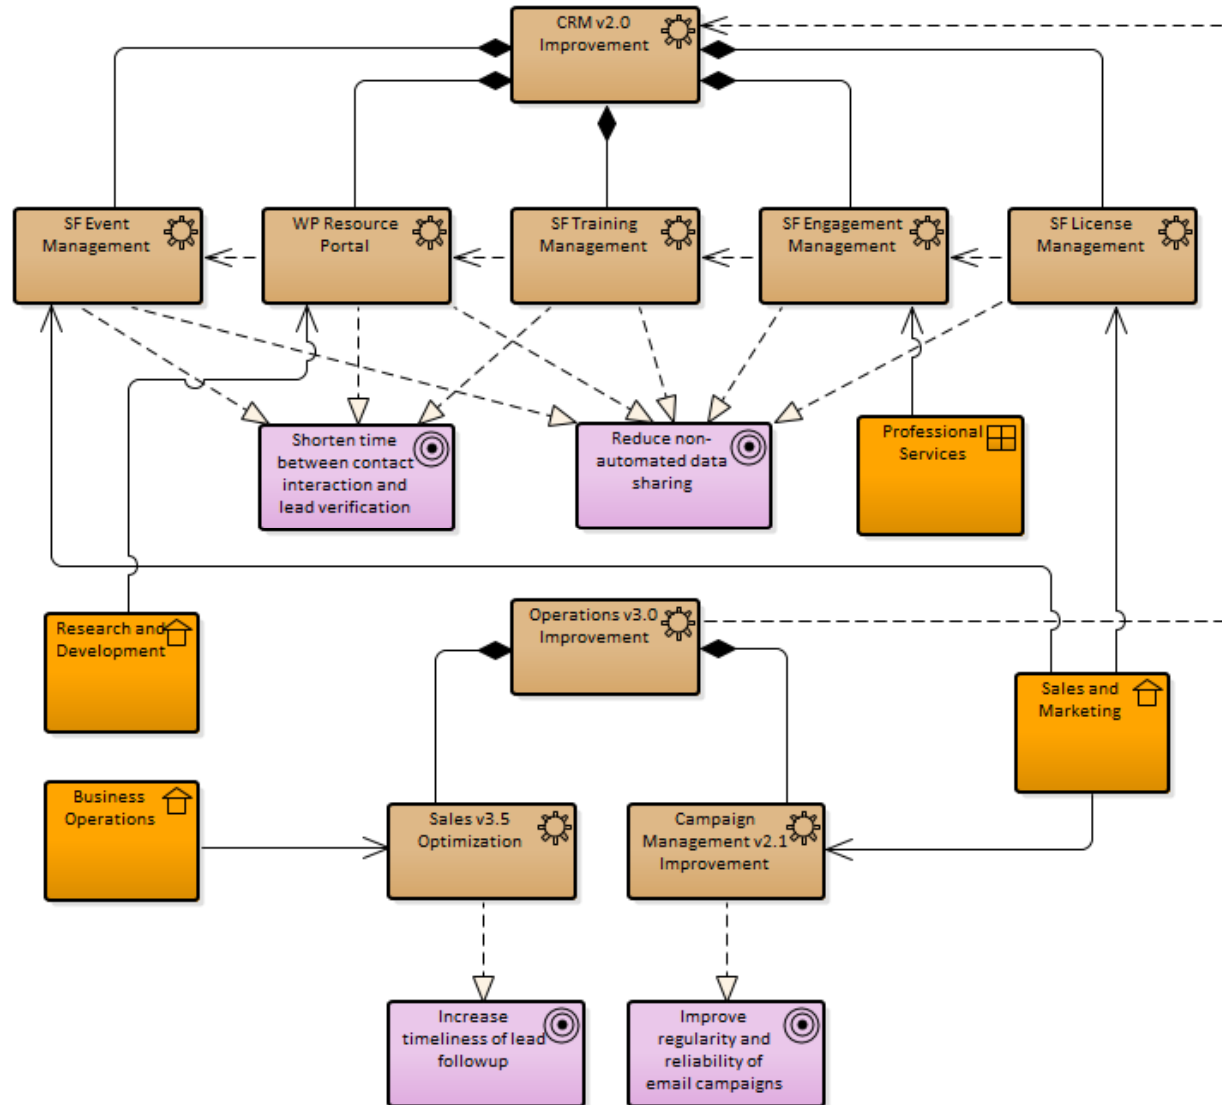 CRM v2.0
Improvement
SF Event
Management
WP Resource
Portal
SF Training
Management
SF Engagement
Management
SF License
Management
Shorten time
between contact
interaction and
lead verification
Reduce non-
automated data
sharing
Professional
Services
Research and
Development
Operations v3.0
Improvement
Sales and
Marketing
Business
Operations
Sales v3.5
Optimization
Campaign
Management v2.1
Improvement
Increase
timeliness of lead
followup
Improve
regularity and
reliability of
email campaigns